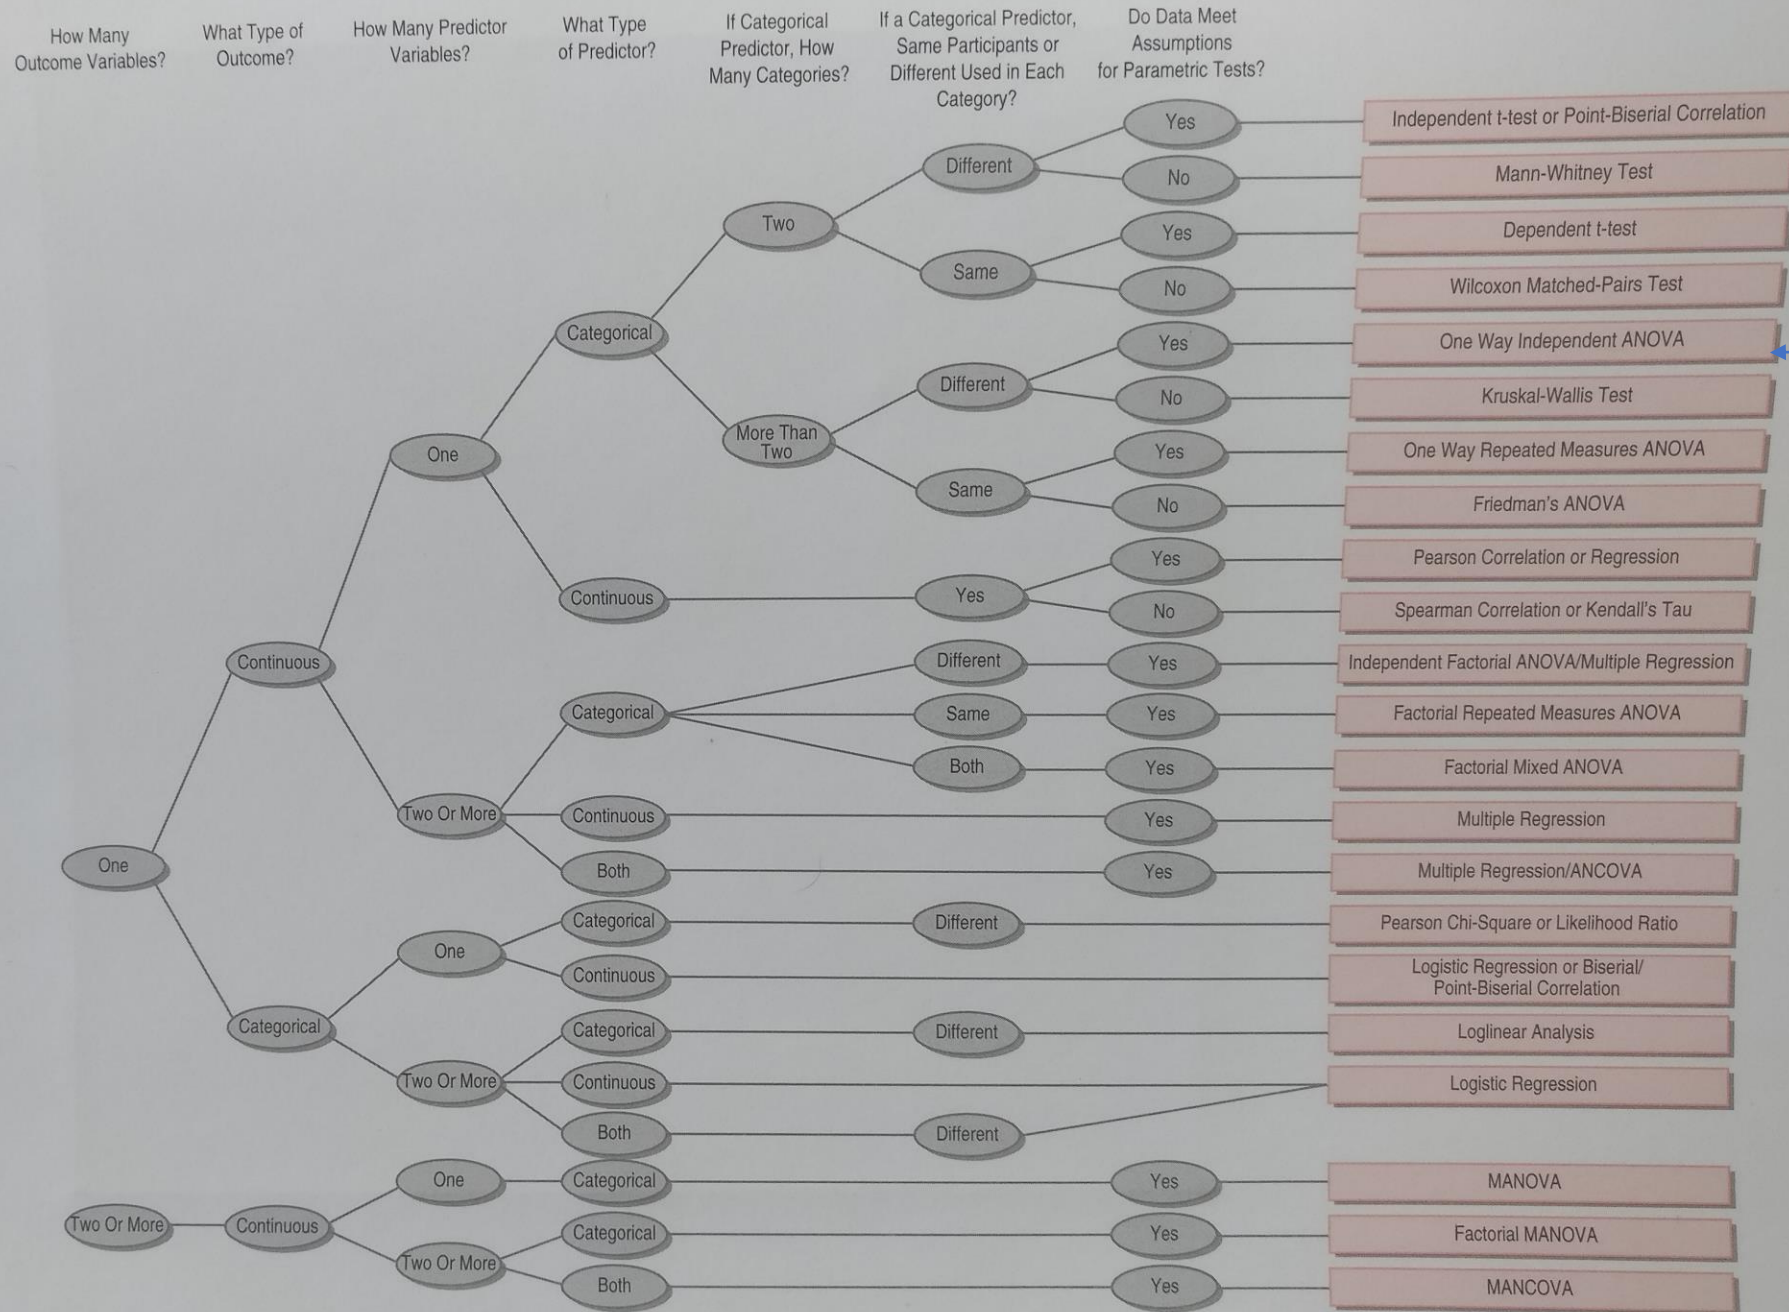 How Many
Outcome Variables?
What Type of
Outcome?
How Many Predictor
Variables?
What Type
of Predictor?
If Categorical
Predictor, How
Many Categories?
If a Categorical Predictor,
Same Participants or
Different Used in Each
Category?
Do Data Meet
Assumptions
for Parametric Tests?
Yes
Independent t-test or Point-Biserial Correlation
Different
No
Mann-Whitney Test
Two
Yes
Dependent t-test
Same
No
Wilcoxon Matched-Pairs Test
Categorical
Yes
One Way Independent ANOVA
Different
No
Kruskal-Wallis Test
More Than
Two
One
Yes
One Way Repeated Measures ANOVA
Same
No
Friedman's ANOVA
Yes
Pearson Correlation or Regression
Continuous
Yes
No
Spearman Correlation or Kendall's Tau
Continuous
Different
Yes
Independent Factorial ANOVA/Multiple Regression
Categorical
Same
Yes
Factorial Repeated Measures ANOVA
Both
Yes
Factorial Mixed ANOVA
Two Or More
Continuous
Yes
Multiple Regression
One
Both
Yes
Multiple Regression/ANCOVA
Categorical
Different
Pearson Chi-Square or Likelihood Ratio
One
Continuous
Logistic Regression or Biserial/
Point-Biserial Correlation
Categorical
Categorical
Different
Loglinear Analysis
Two Or More
Continuous
Logistic Regression
Both
Different
One
Categorical
Yes
MANOVA
Two Or More
Continuous
Categorical
Yes
Factorial MANOVA
Two Or More
Both
Yes
MANCOVA